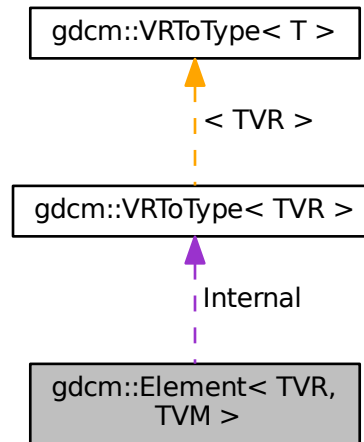 gdcm::VRToType< T >
< TVR >
gdcm::VRToType< TVR >
Internal
gdcm::Element< TVR,
TVM >